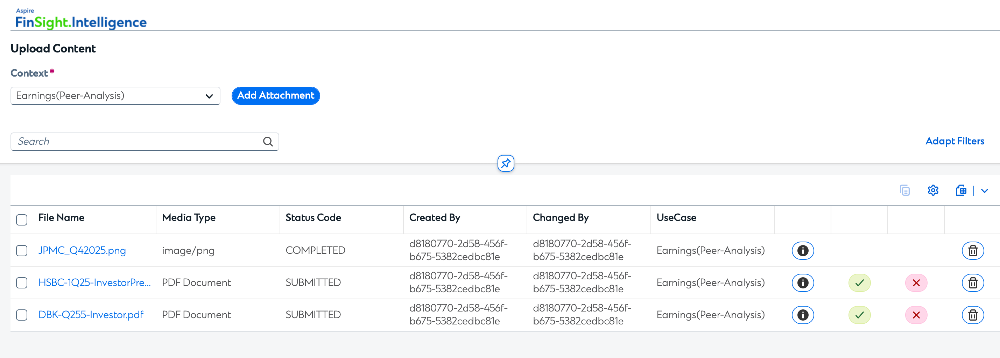 Aspire
FinSight.Intelligence
Upload Content
Context*
Earnings(Peer-Analysis)
Add Attachment
Search
Adapt Filters
File Name Media Type Status Code Created By Changed By UseCase
JPMC_Q42025.png image/png COMPLETED d8180770-2d58-456f-b675-5382cedbc81e d8180770-2d58-456f-b675-5382cedbc81e Earnings(Peer-Analysis)
HSBC-1Q25-InvestorPre... PDF Document SUBMITTED d8180770-2d58-456f-b675-5382cedbc81e d8180770-2d58-456f-b675-5382cedbc81e Earnings(Peer-Analysis)
DBK-Q255-Investor.pdf PDF Document SUBMITTED d8180770-2d58-456f-b675-5382cedbc81e d8180770-2d58-456f-b675-5382cedbc81e Earnings(Peer-Analysis)